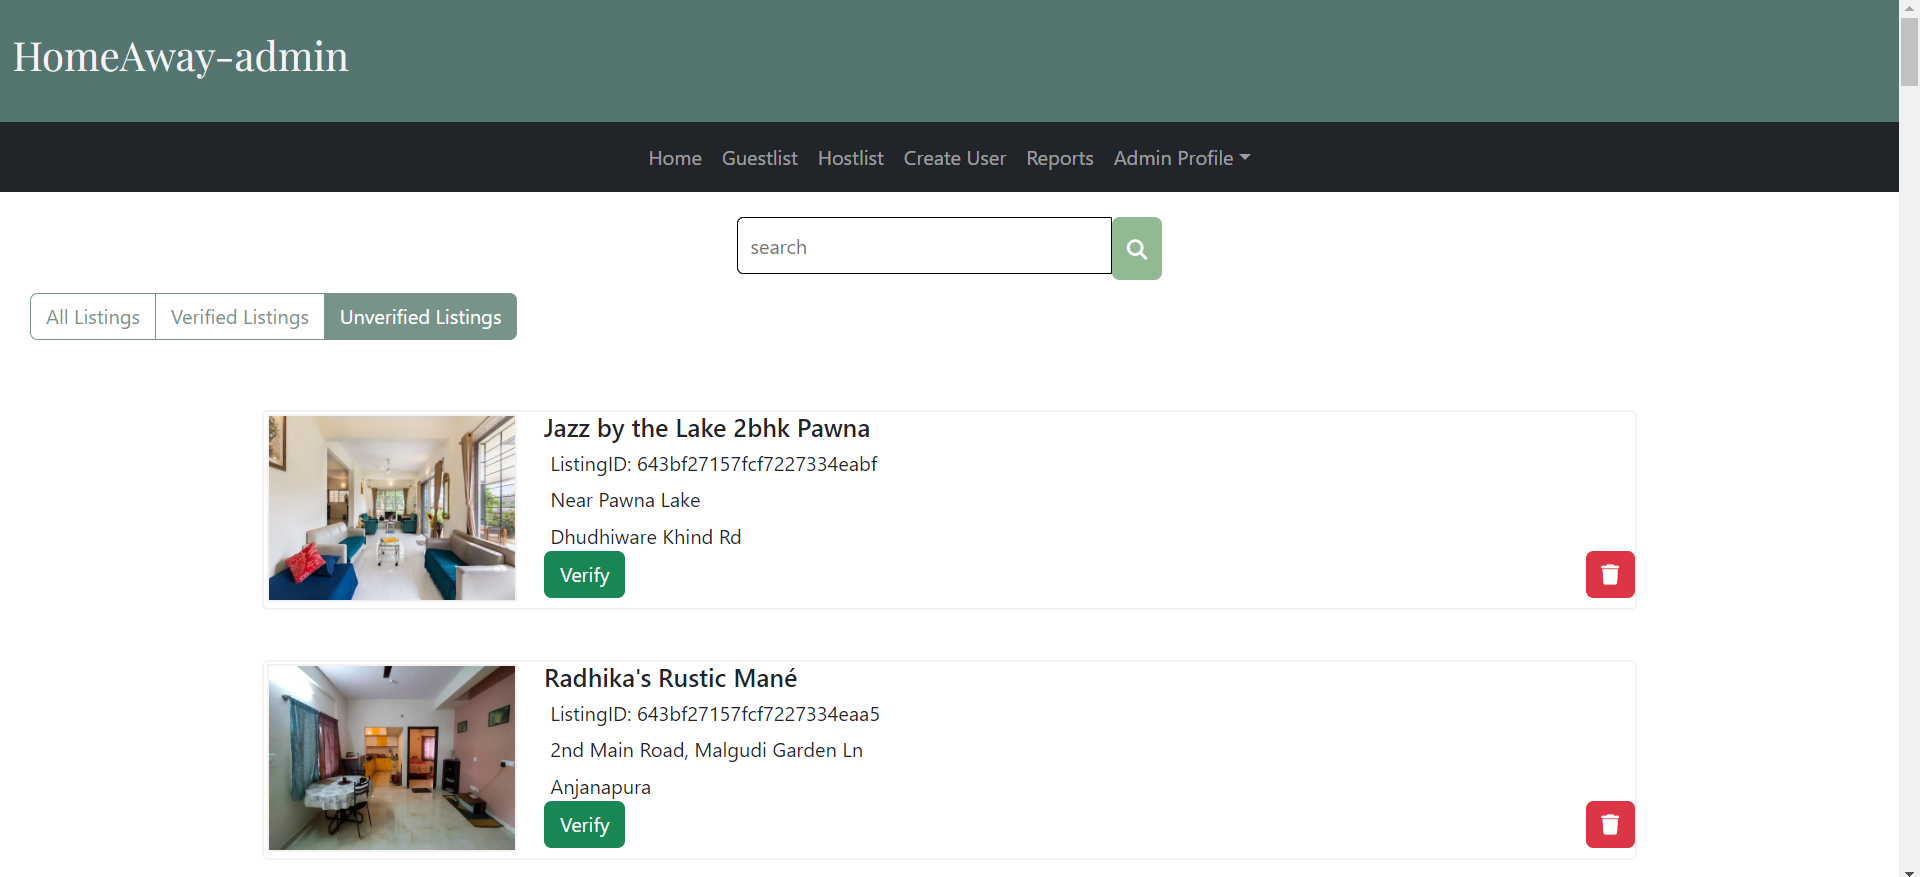 HomeAway-admin
Home Guestlist Hostlist Create User Reports Admin Profile
search
All Listings Verified Listings Unverified Listings
Jazz by the Lake 2bhk Pawna
ListingID: 643bf27157fcf7227334eabf
Near Pawna Lake
Dhudhiware Khind Rd
Verify
Radhika's Rustic Mané
ListingID: 643bf27157fcf7227334eaa5
2nd Main Road, Malgudi Garden Ln
Anjanapura
Verify